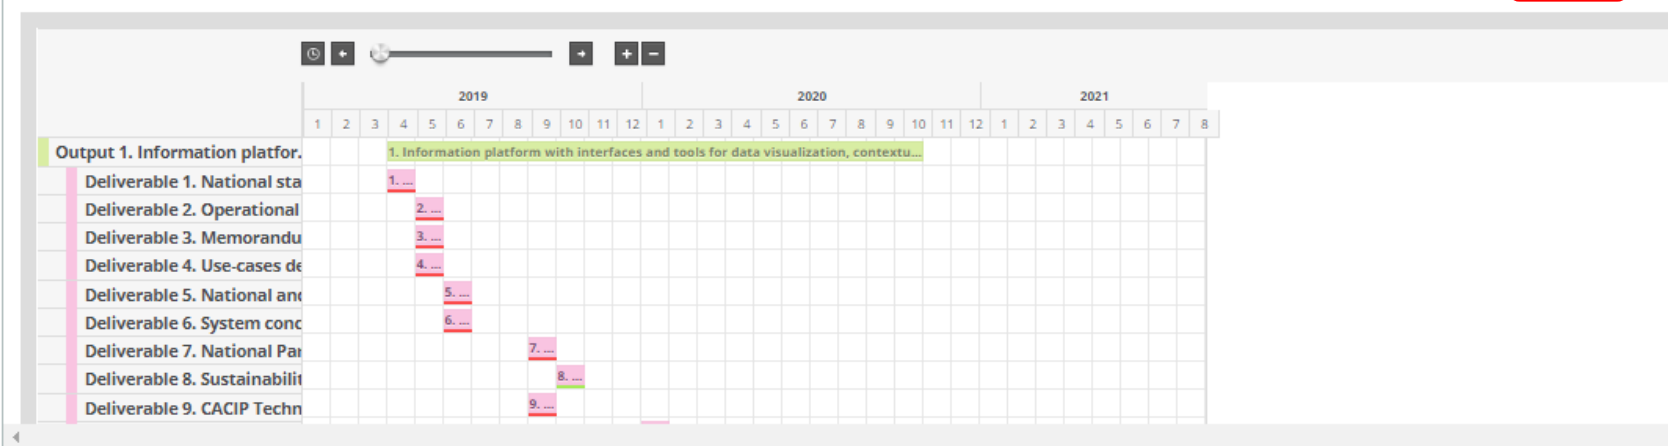 2019 2020 2021
1 2 3 4 5 6 7 8 9 10 11 12 1 2 3 4 5 6 7 8 9 10 11 12 1 2 3 4 5 6 7 8
Output 1. Information platfor. 1. Information platform with interfaces and tools for data visualization, contextu...
Deliverable 1. National sta 1. ...
Deliverable 2. Operational 2. ...
Deliverable 3. Memorandu 3. ...
Deliverable 4. Use-cases de 4. ...
Deliverable 5. National and 5. ...
Deliverable 6. System conc 6. ...
Deliverable 7. National Par 7. ...
Deliverable 8. Sustainabilit 8. ...
Deliverable 9. CACIP Techn 9. ...